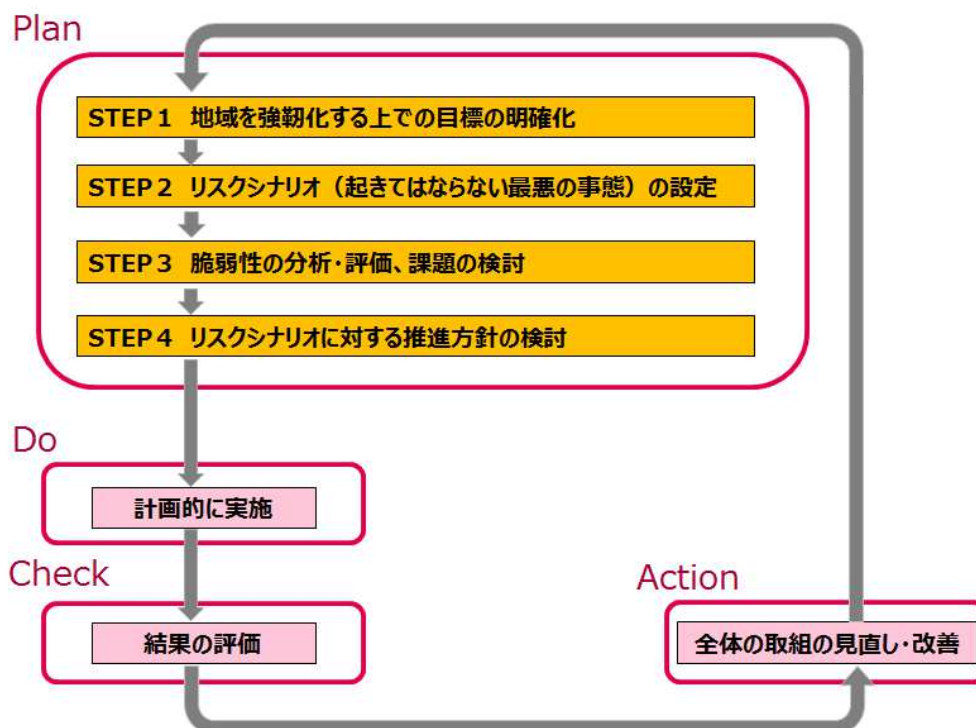 Plan
STEP１ 地域を強靭化する上での目標の明確化
STEP２ リスクシナリオ（起きてはならない最悪の事態）の設定
STEP３ 脆弱性の分析・評価、課題の検討
STEP４ リスクシナリオに対する推進方針の検討
Do
計画的に実施
Check
結果の評価
Action
全体の取組の見直し・改善